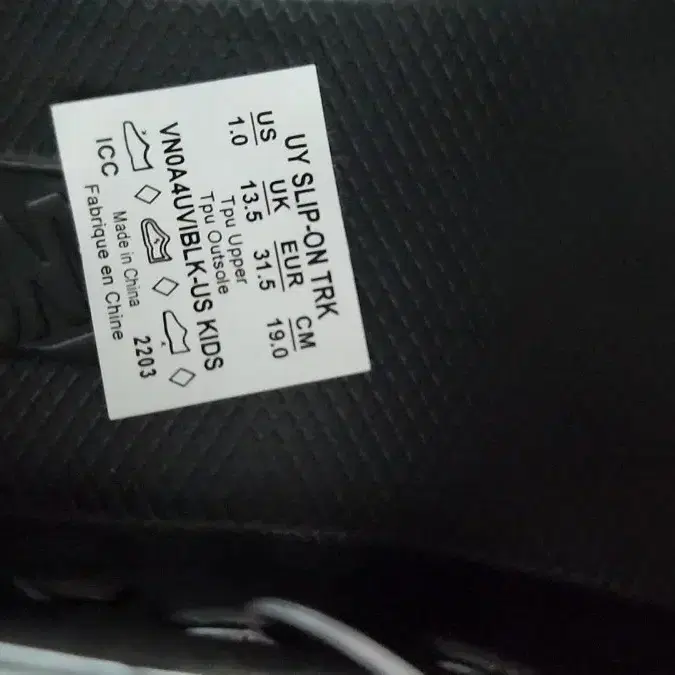 UY SLIP-ON TRK
US UK EUR CM
1.0 13.5 31.5 19.0
Tpu Upper
Tpu Outsole
VN0A4UVIBLK-US KIDS
ICC Made in China 2203
Fabrique en Chine